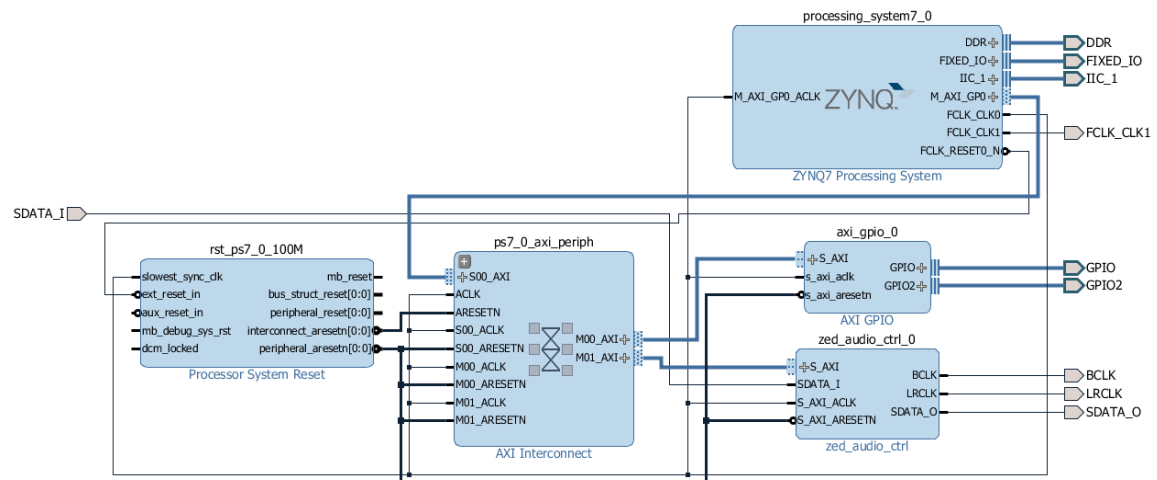 processing_system7_0
DDR
FIXED_IO
IIC_1
M_AXI_GP0_ACLK
ZYNQ
M_AXI_GP0
FCLK_CLK0
FCLK_CLK1
FCLK_RESET0_N
ZYNQ7 Processing System
DDR
FIXED_IO
IIC_1
FCLK_CLK1
SDATA_I
rst_ps7_0_100M
slowest_sync_clk
ext_reset_in
aux_reset_in
mb_debug_sys_rst
dcm_locked
mb_reset
bus_struct_reset[0:0]
peripheral_reset[0:0]
interconnect_aresetn[0:0]
peripheral_aresetn[0:0]
Processor System Reset
ps7_0_axi_periph
S00_AXI
ACLK
ARESETN
S00_ACLK
S00_ARESETN
M00_ACLK
M00_ARESETN
M01_ACLK
M01_ARESETN
M00_AXI
M01_AXI
AXI Interconnect
axi_gpio_0
S_AXI
s_axi_aclk
s_axi_aresetn
GPIO
GPIO2
AXI GPIO
GPIO
GPIO2
zed_audio_ctrl_0
S_AXI
SDATA_I
S_AXI_ACLK
S_AXI_ARESETN
BCLK
LRCLK
SDATA_O
zed_audio_ctrl
BCLK
LRCLK
SDATA_O